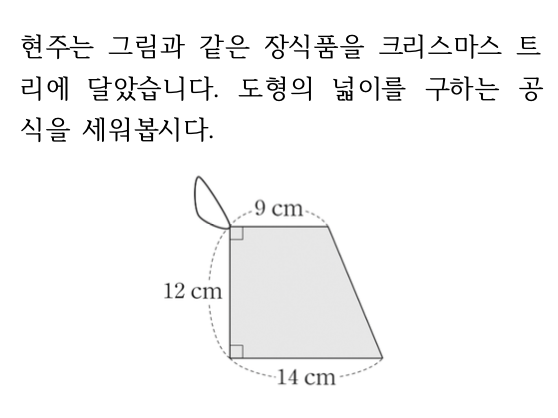 현주는 그림과 같은 장식품을 크리스마스 트
리에 달았습니다. 도형의 넓이를 구하는 공
식을 세워봅시다.
9 cm
12 cm
14 cm